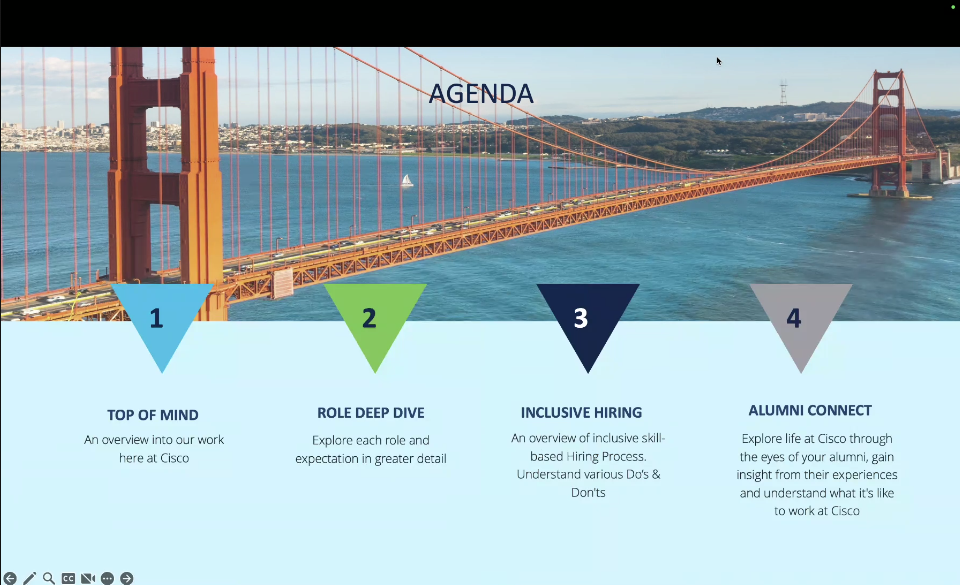 AGENDA
1
2
3
4
TOP OF MIND
An overview into our work
here at Cisco
ROLE DEEP DIVE
Explore each role and
expectation in greater detail
INCLUSIVE HIRING
An overview of inclusive skill-
based Hiring Process.
Understand various Do's &
Don'ts
ALUMNI CONNECT
Explore life at Cisco through
the eyes of your alumni, gain
insight from their experiences
and understand what it's like
to work at Cisco
CC